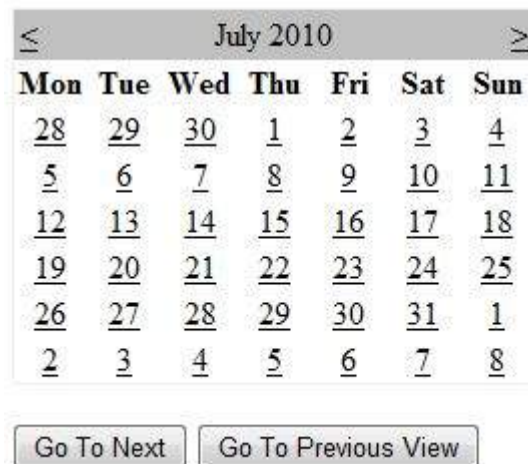 < July 2010 >
Mon Tue Wed Thu Fri Sat Sun
28 29 30 1 2 3 4
5 6 7 8 9 10 11
12 13 14 15 16 17 18
19 20 21 22 23 24 25
26 27 28 29 30 31 1
2 3 4 5 6 7 8
Go To Next Go To Previous View